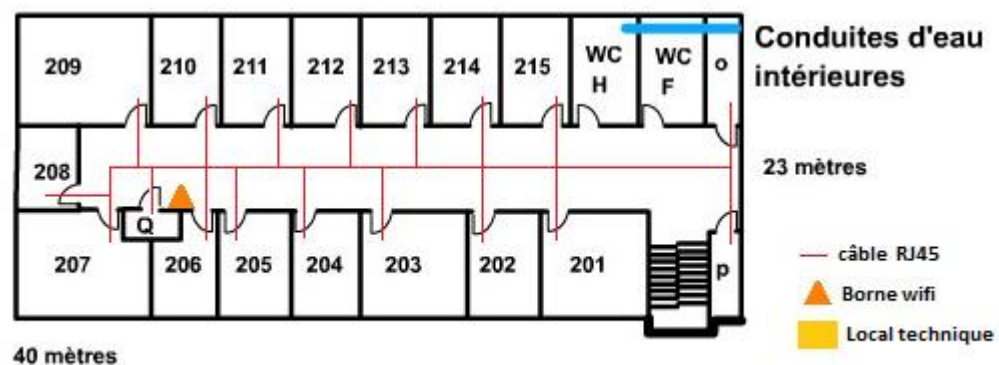 209 210 211 212 213 214 215 WC H WC F o
Conduites d'eau
intérieures
208
23 mètres
Q
207 206 205 204 203 202 201 p
câble RJ45
Borne wifi
Local technique
40 mètres